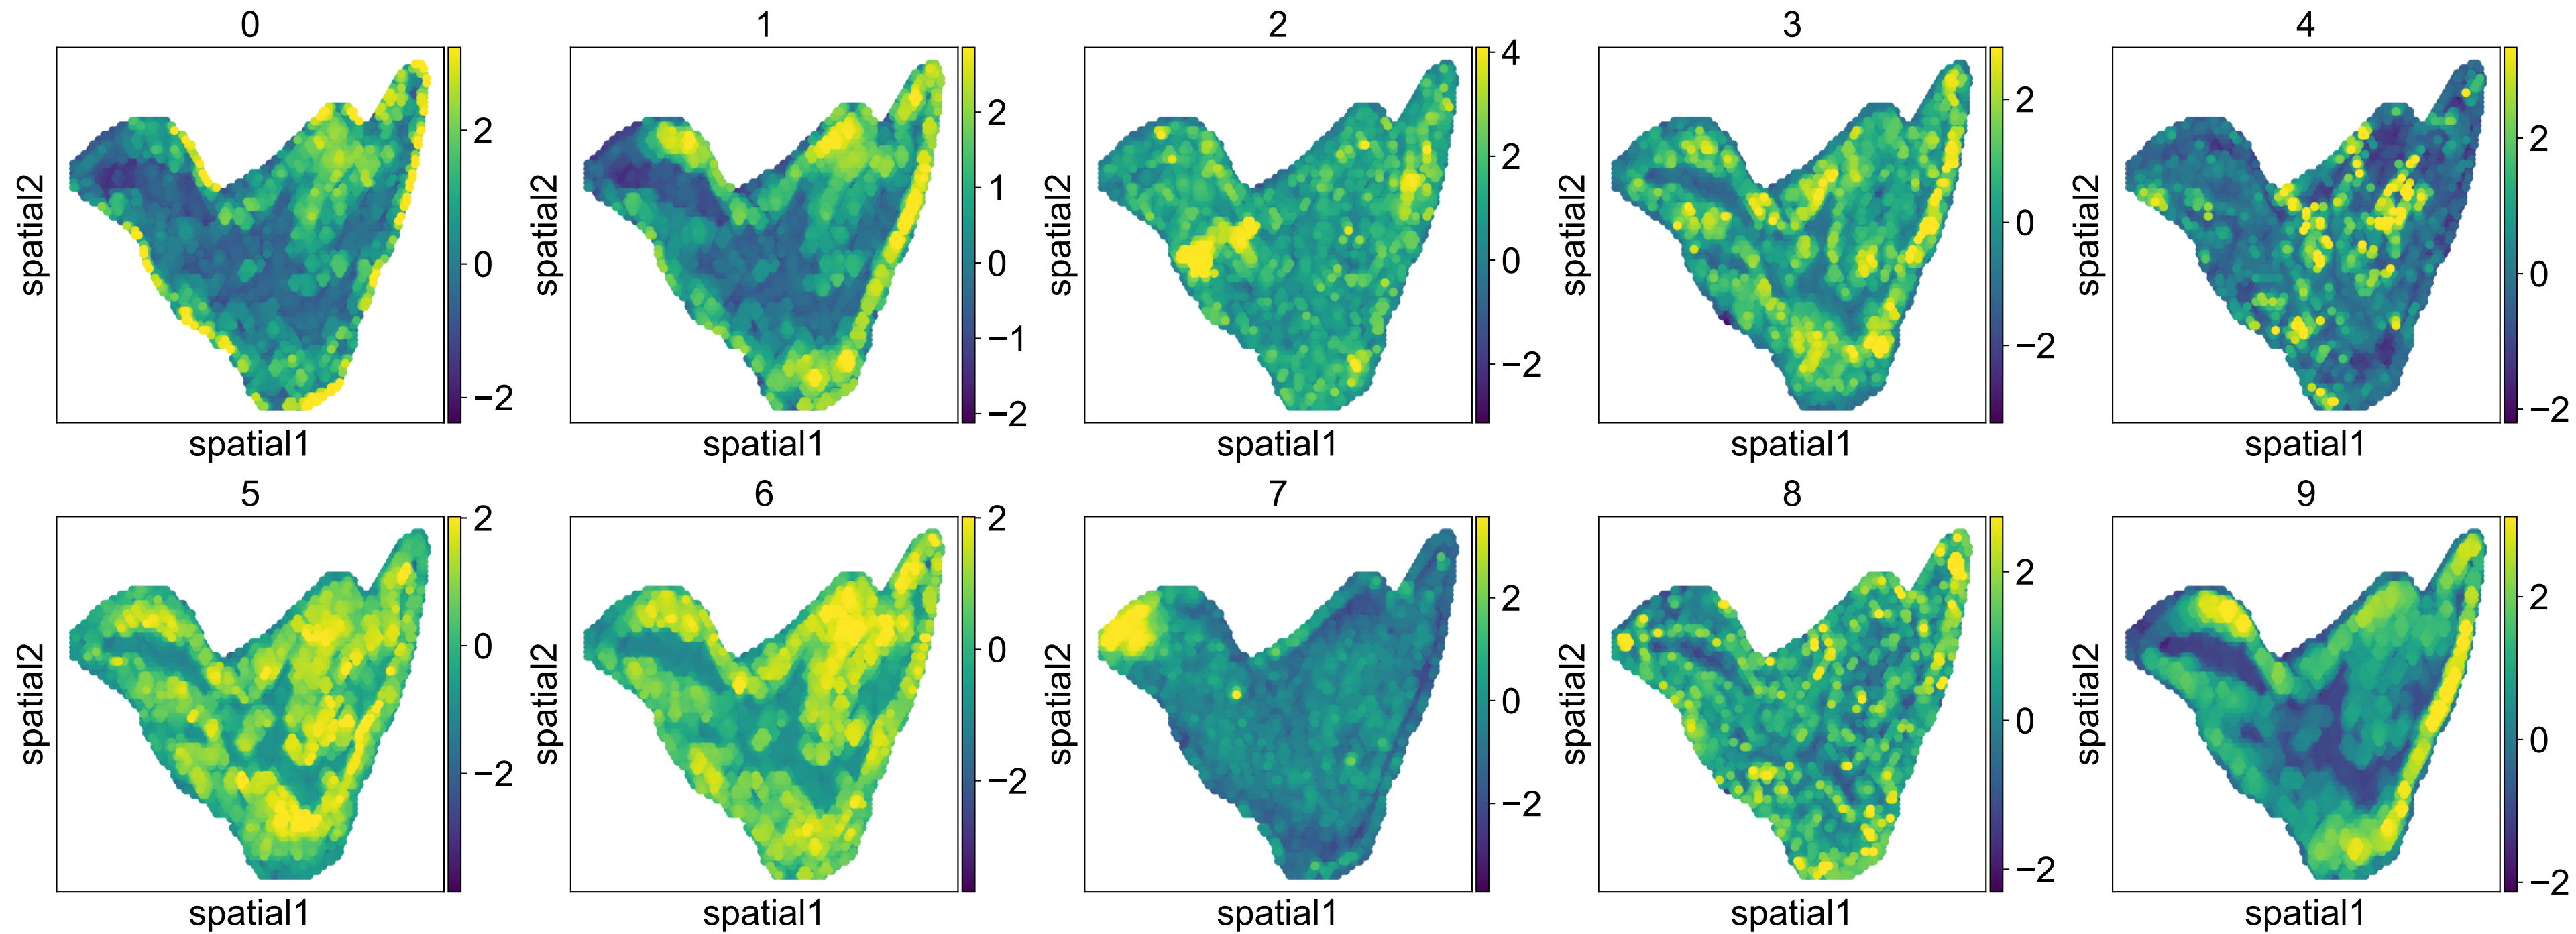 0 1 2 3 4
spatial2 2 0 −2 spatial2 2 1 0 −1 −2 spatial2 4 2 0 −2 spatial2 2 0 −2 spatial2 2 0 −2
spatial1 spatial1 spatial1 spatial1 spatial1
5 6 7 8 9
spatial2 2 0 −2 spatial2 2 0 −2 spatial2 2 0 −2 spatial2 2 0 −2 spatial2 2 0 −2
spatial1 spatial1 spatial1 spatial1 spatial1